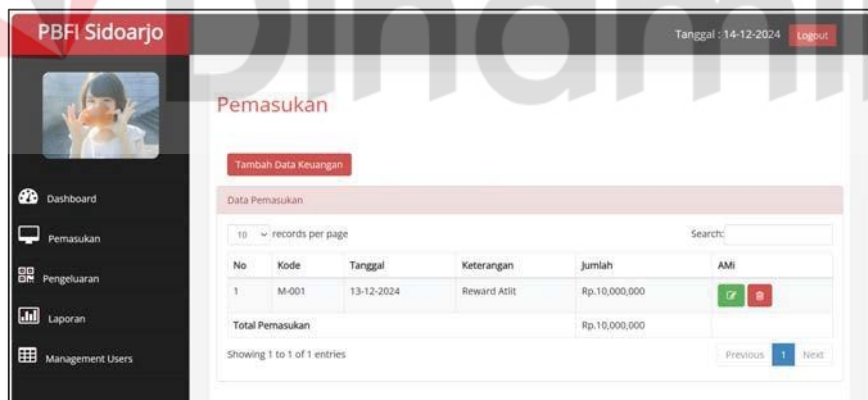 PBFI Sidoarjo
Tanggal : 14-12-2024 Logout
Dinami
Pemasukan
Tambah Data Keuangan
Dashboard
Pemasukan
Pengeluaran
Laporan
Management Users
Data Pemasukan
10 records per page Search:
No Kode Tanggal Keterangan Jumlah AMi
1 M-001 13-12-2024 Reward Atlit Rp.10,000,000
Total Pemasukan Rp.10,000,000
Showing 1 to 1 of 1 entries Previous 1 Next